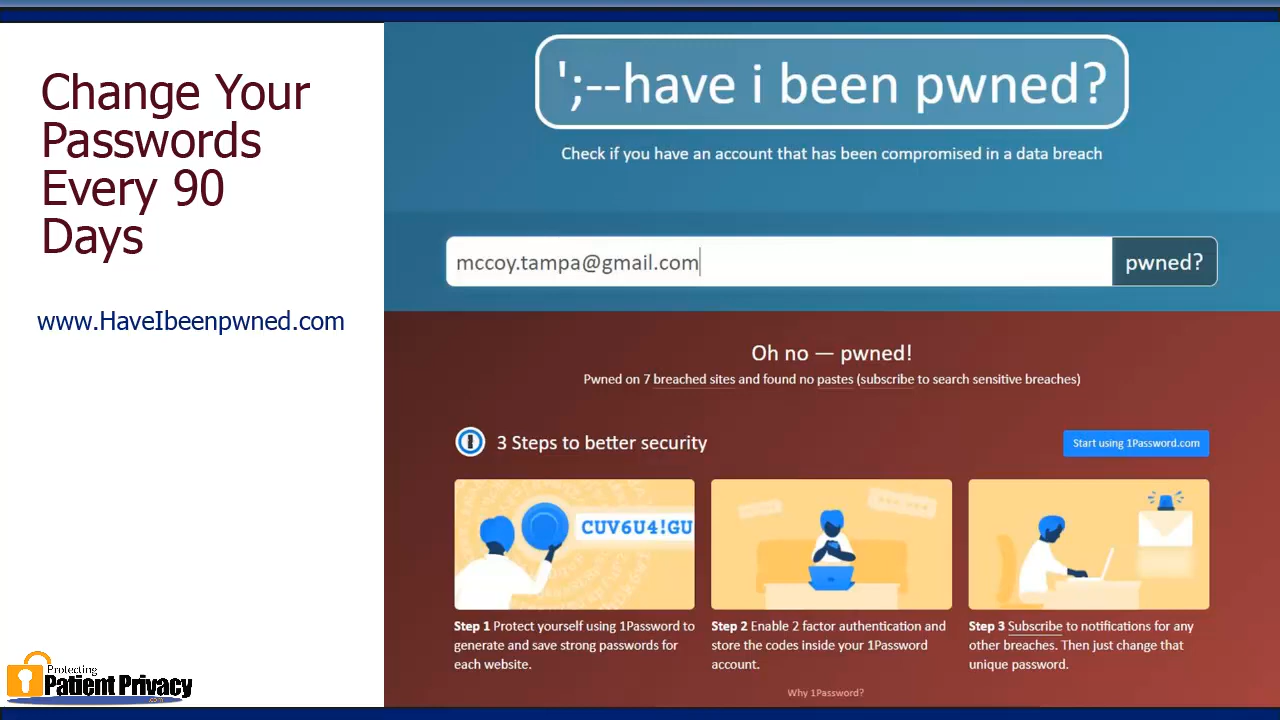 Change Your
Passwords
Every 90
Days
www.HaveIbeenpwned.com
Protecting
Patient Privacy
.com
';--have i been pwned?
Check if you have an account that has been compromised in a data breach
mccoy.tampa@gmail.com
pwned?
Oh no — pwned!
Pwned on 7 breached sites and found no pastes (subscribe to search sensitive breaches)
3 Steps to better security
Start using 1Password.com
CUV6U4!GU
Step 1 Protect yourself using 1Password to
generate and save strong passwords for
each website.
Step 2 Enable 2 factor authentication and
store the codes inside your 1Password
account.
Step 3 Subscribe to notifications for any
other breaches. Then just change that
unique password.
Why 1Password?